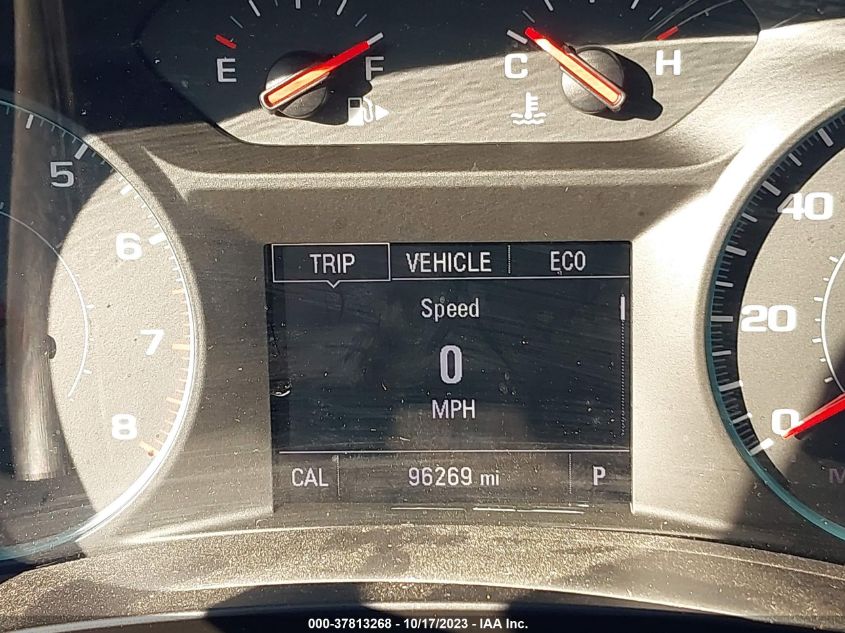 E F C H
5
6
7
8
40
20
0
TRIP VEHICLE ECO
Speed
0
MPH
CAL 96269 mi P
000-37813268 - 10/17/2023 - IAA Inc.